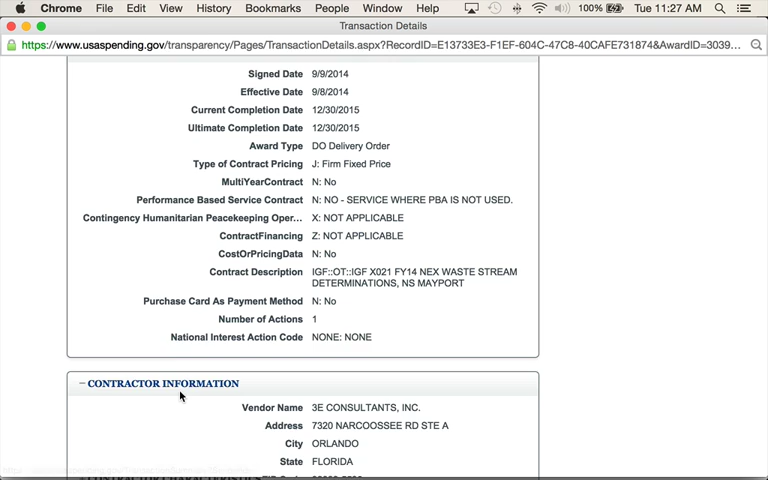 Chrome File Edit View History Bookmarks People Window Help 100% Tue 11:27 AM
Transaction Details
https://www.usaspending.gov/transparency/Pages/TransactionDetails.aspx?RecordID=E13733E3-F1EF-604C-47C8-40CAFE731874&AwardID=3039...
Signed Date 9/9/2014
Effective Date 9/8/2014
Current Completion Date 12/30/2015
Ultimate Completion Date 12/30/2015
Award Type DO Delivery Order
Type of Contract Pricing J: Firm Fixed Price
MultiYearContract N: No
Performance Based Service Contract N: NO - SERVICE WHERE PBA IS NOT USED.
Contingency Humanitarian Peacekeeping Oper... X: NOT APPLICABLE
ContractFinancing Z: NOT APPLICABLE
CostOrPricingData N: No
Contract Description IGF::OT::IGF X021 FY14 NEX WASTE STREAM
DETERMINATIONS, NS MAYPORT
Purchase Card As Payment Method N: No
Number of Actions 1
National Interest Action Code NONE: NONE
CONTRACTOR INFORMATION
Vendor Name 3E CONSULTANTS, INC.
Address 7320 NARCOOSSEE RD STE A
City ORLANDO
State FLORIDA